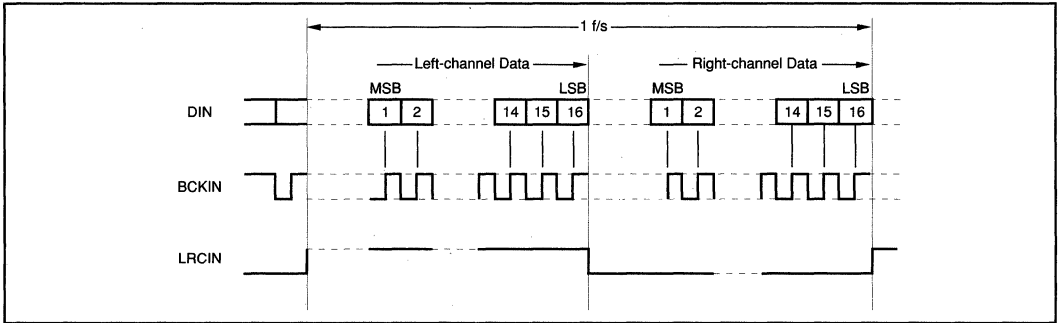 1 f/s
Left-channel Data
Right-channel Data
MSB
LSB
MSB
LSB
DIN
1
2
14
15
16
1
2
14
15
16
BCKIN
LRCIN